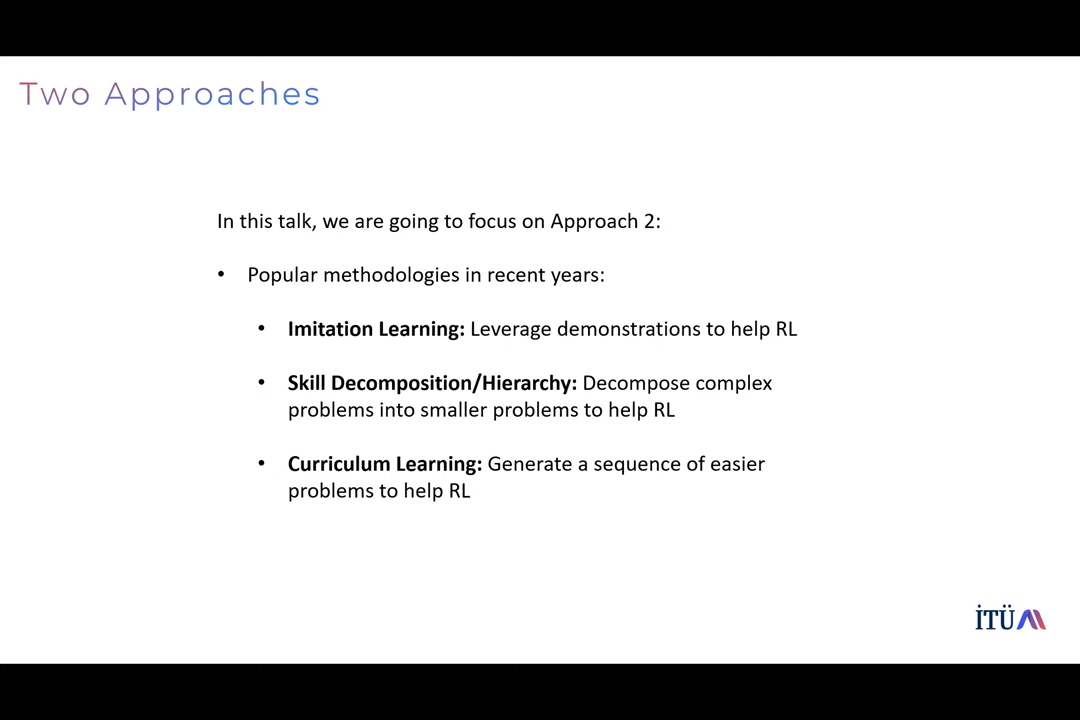 Two Approaches
In this talk, we are going to focus on Approach 2:
• Popular methodologies in recent years:
• Imitation Learning: Leverage demonstrations to help RL
• Skill Decomposition/Hierarchy: Decompose complex
problems into smaller problems to help RL
• Curriculum Learning: Generate a sequence of easier
problems to help RL
İTÜ